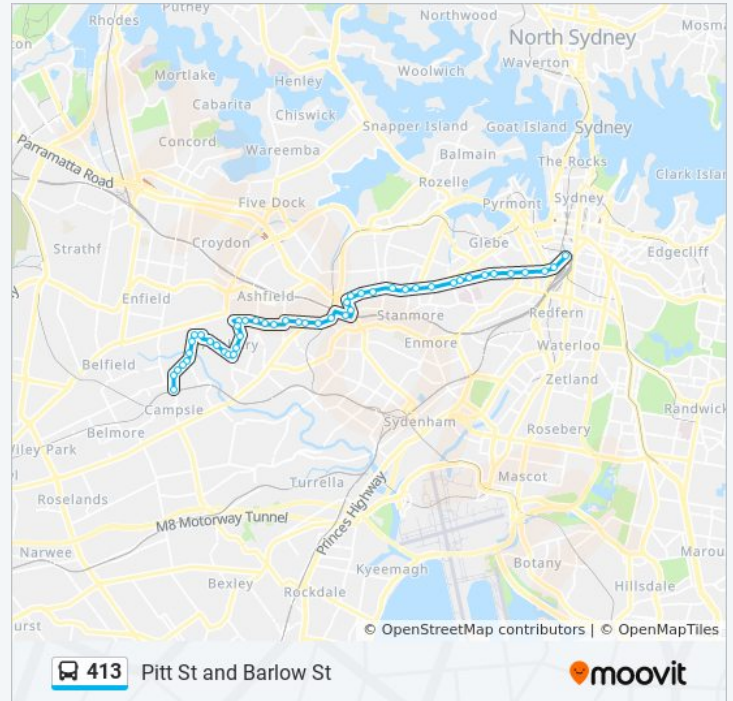 Putney
Northwood
Mosma
Rhodes
North Sydney
Waverton
ton
Mortlake
Henley
Woolwich
Cabarita
Chiswick
Snapper Island
Goat Island
Sydney
Concord
Wareemba
Balmain
The Rocks
Parramatta Road
Rozelle
Clark Islan
Five Dock
Pyrmont
Sydney
Strathf
Croydon
Glebe
Edgecliff
Enfield
Ashfield
Stanmore
Redfern
ry
Enmore
Waterloo
Belfield
Zetland
Campsie
Randwick
Belmore
Sydenham
Rosebery
Wiley Park
Mascot
Turrella
Roselands
M8 Motorway Tunnel
Princes Highway
Narwee
Botany
Marou
Kyeemagh
Bexley
Rockdale
Hillsdale
urst
© OpenStreetMap contributors | © OpenMapTiles
413 Pitt St and Barlow St
moovit